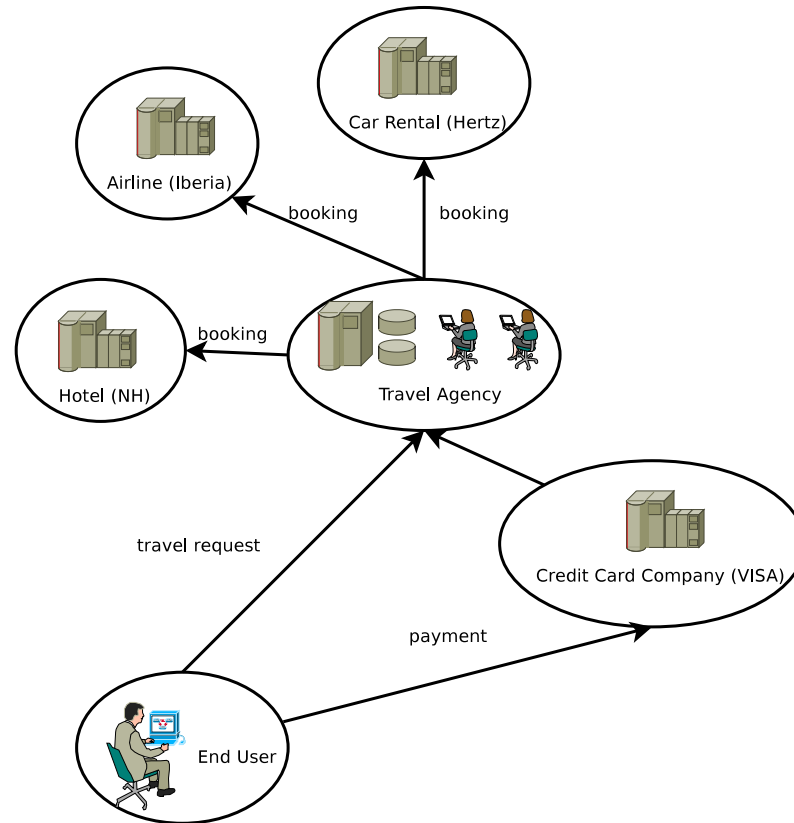 Car Rental (Hertz)
Airline (Iberia)
booking
booking
booking
Hotel (NH)
Travel Agency
travel request
Credit Card Company (VISA)
payment
End User